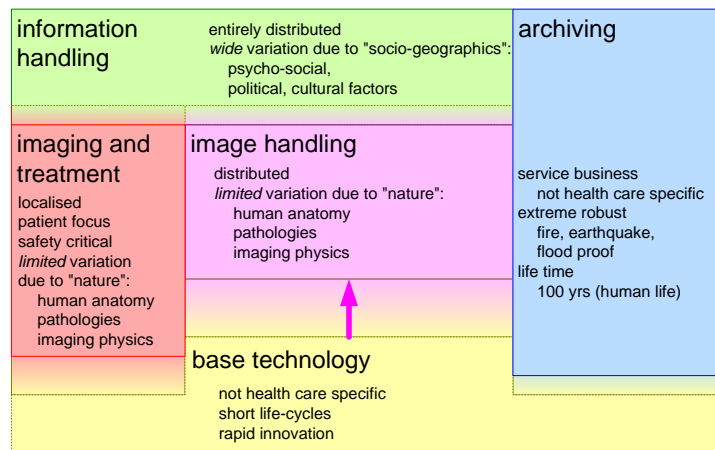 information
handling
entirely distributed
wide variation due to "socio-geographics":
psycho-social,
political, cultural factors
archiving
service business
not health care specific
extreme robust
fire, earthquake,
flood proof
life time
100 yrs (human life)
imaging and
treatment
localised
patient focus
safety critical
limited variation
due to "nature":
human anatomy
pathologies
imaging physics
image handling
distributed
limited variation due to "nature":
human anatomy
pathologies
imaging physics
base technology
not health care specific
short life-cycles
rapid innovation